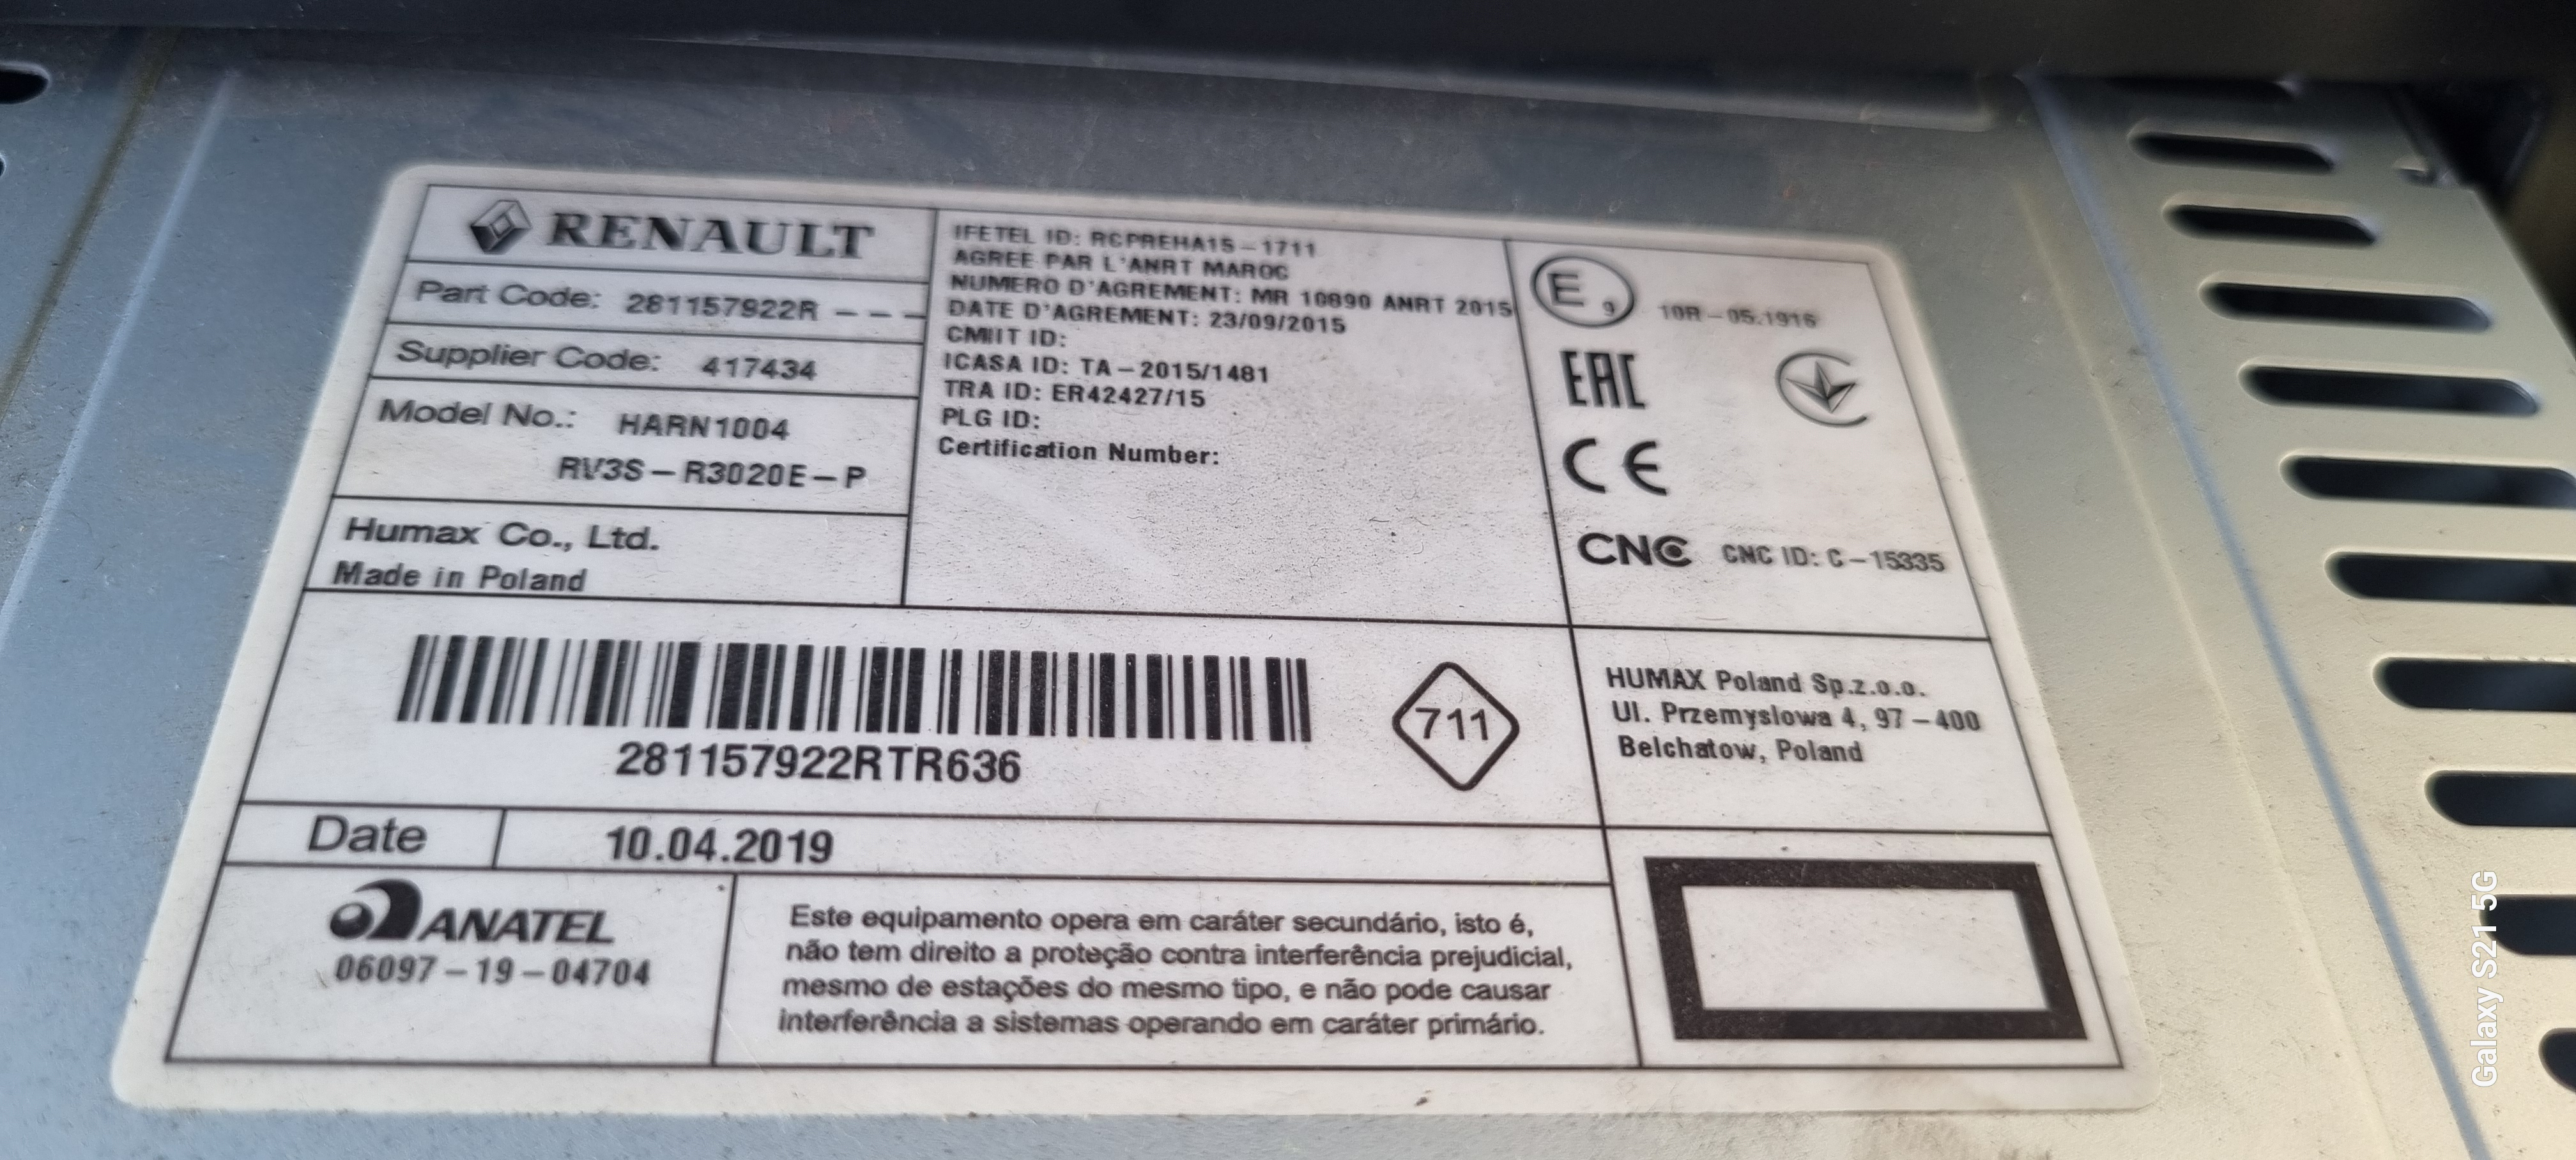 RENAULT
Part Code: 281157922R - - -
Supplier Code: 417434
Model No.: HARN1004
RV3S-R3020E-P
Humax Co., Ltd.
Made in Poland
IFETEL ID: RCPREHA15-1711
AGREE PAR L'ANRT MAROC
NUMERO D'AGREMENT: MR 10890 ANRT 2015
DATE D'AGREMENT: 23/09/2015
CMIIT ID:
ICASA ID: TA-2015/1481
TRA ID: ER42427/15
PLG ID:
Certification Number:
E 9 10R-05.1916
EAC
CE
CNC CNC ID: C-15335
281157922RTR636
711
HUMAX Poland Sp.z.o.o.
Ul. Przemyslowa 4, 97-400
Belchatow, Poland
Date 10.04.2019
ANATEL
06097-19-04704
Este equipamento opera em caráter secundário, isto é,
não tem direito a proteção contra interferência prejudicial,
mesmo de estações do mesmo tipo, e não pode causar
interferência a sistemas operando em caráter primário.
Galaxy S21 5G